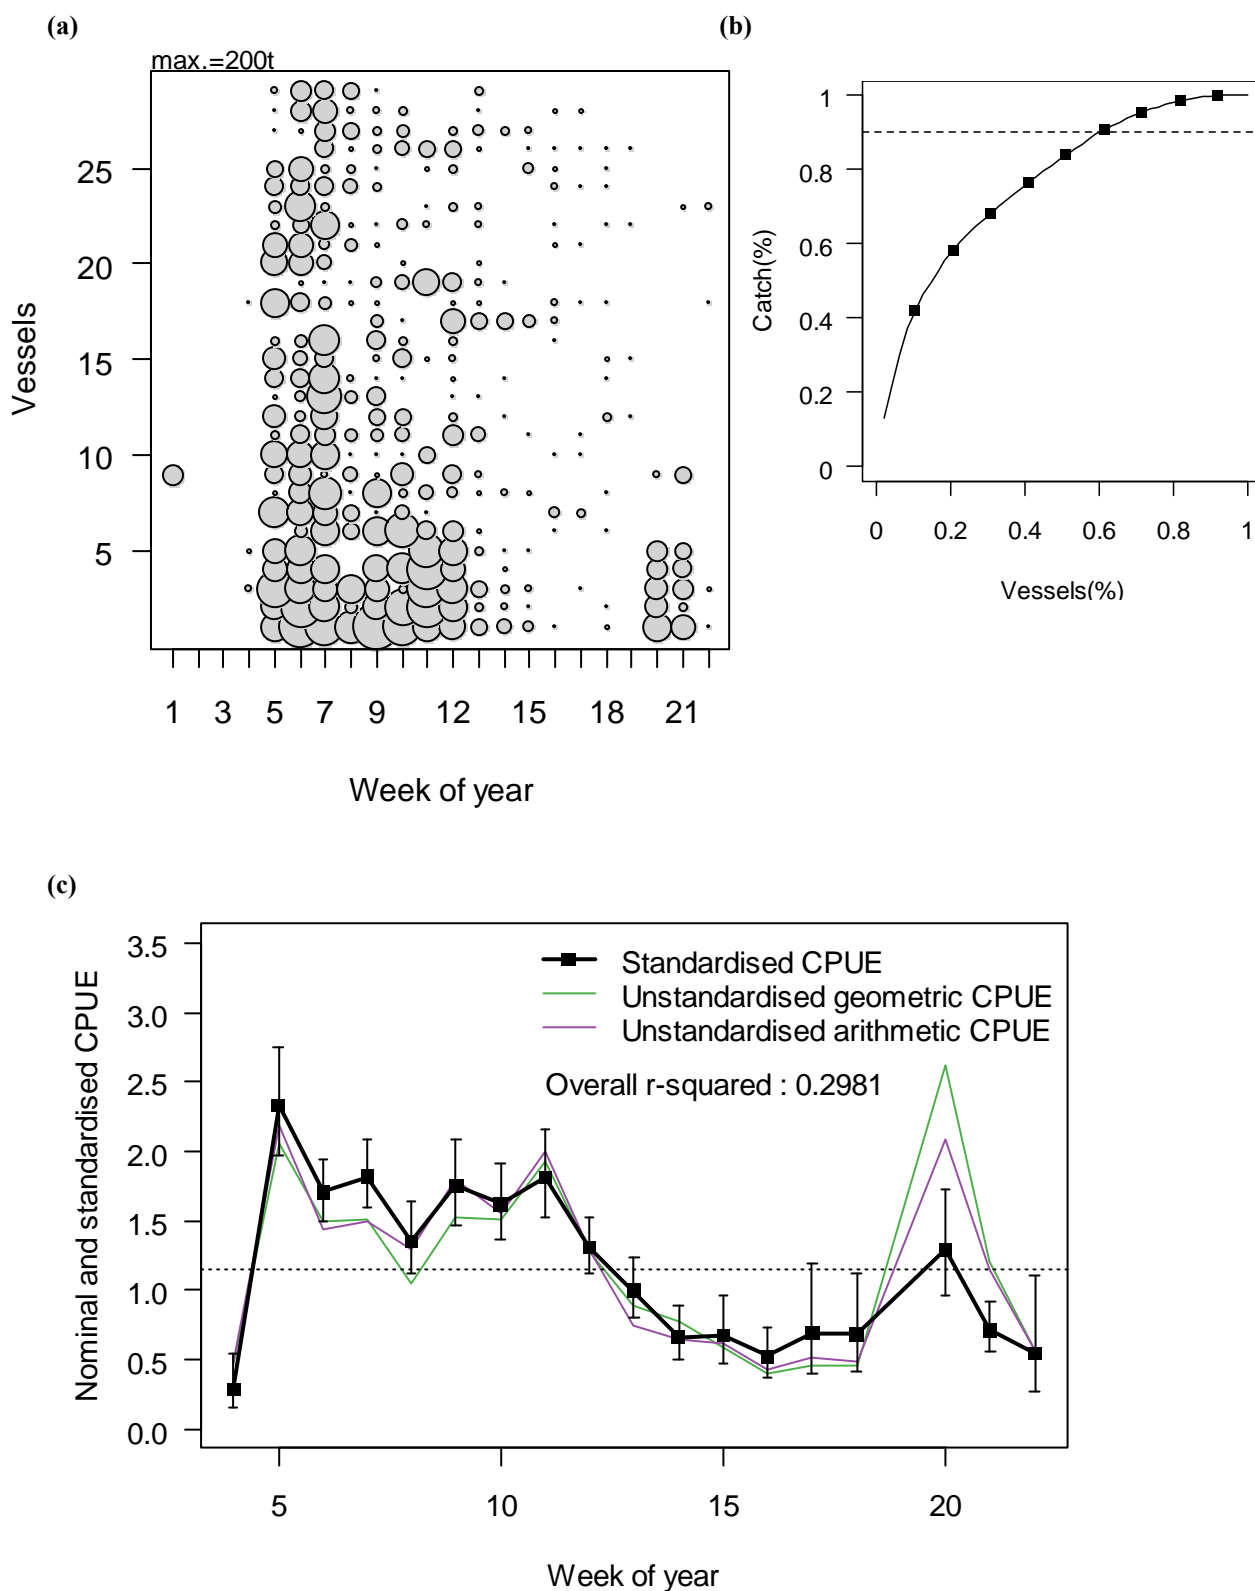 (a)
max.=200t
Vessels
25
20
15
10
5
1 3 5 7 9 12 15 18 21
Week of year
(b)
Catch(%)
1
0.8
0.6
0.4
0.2
0
0 0.2 0.4 0.6 0.8 1
Vessels(%)
(c)
Nominal and standardised CPUE
3.5
3.0
2.5
2.0
1.5
1.0
0.5
0.0
Standardised CPUE
Unstandardised geometric CPUE
Unstandardised arithmetic CPUE
Overall r-squared : 0.2981
5 10 15 20
Week of year